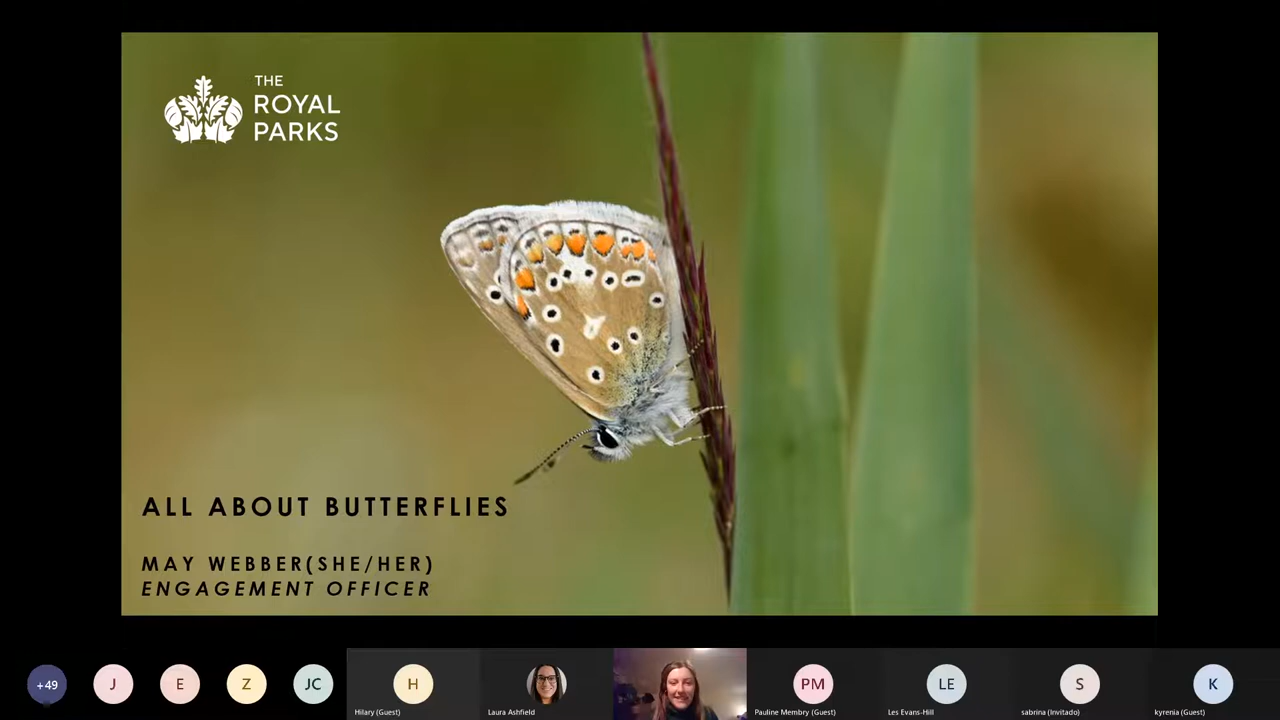 THE
ROYAL
PARKS
ALL ABOUT BUTTERFLIES
MAY WEBBER(SHE/HER)
ENGAGEMENT OFFICER
+49
J
E
Z
JC
H
PM
LE
S
K
Hilary (Guest)
Laura Ashfield
Pauline Membry (Guest)
Les Evans-Hill
sabrina (Invitado)
kyrenia (Guest)